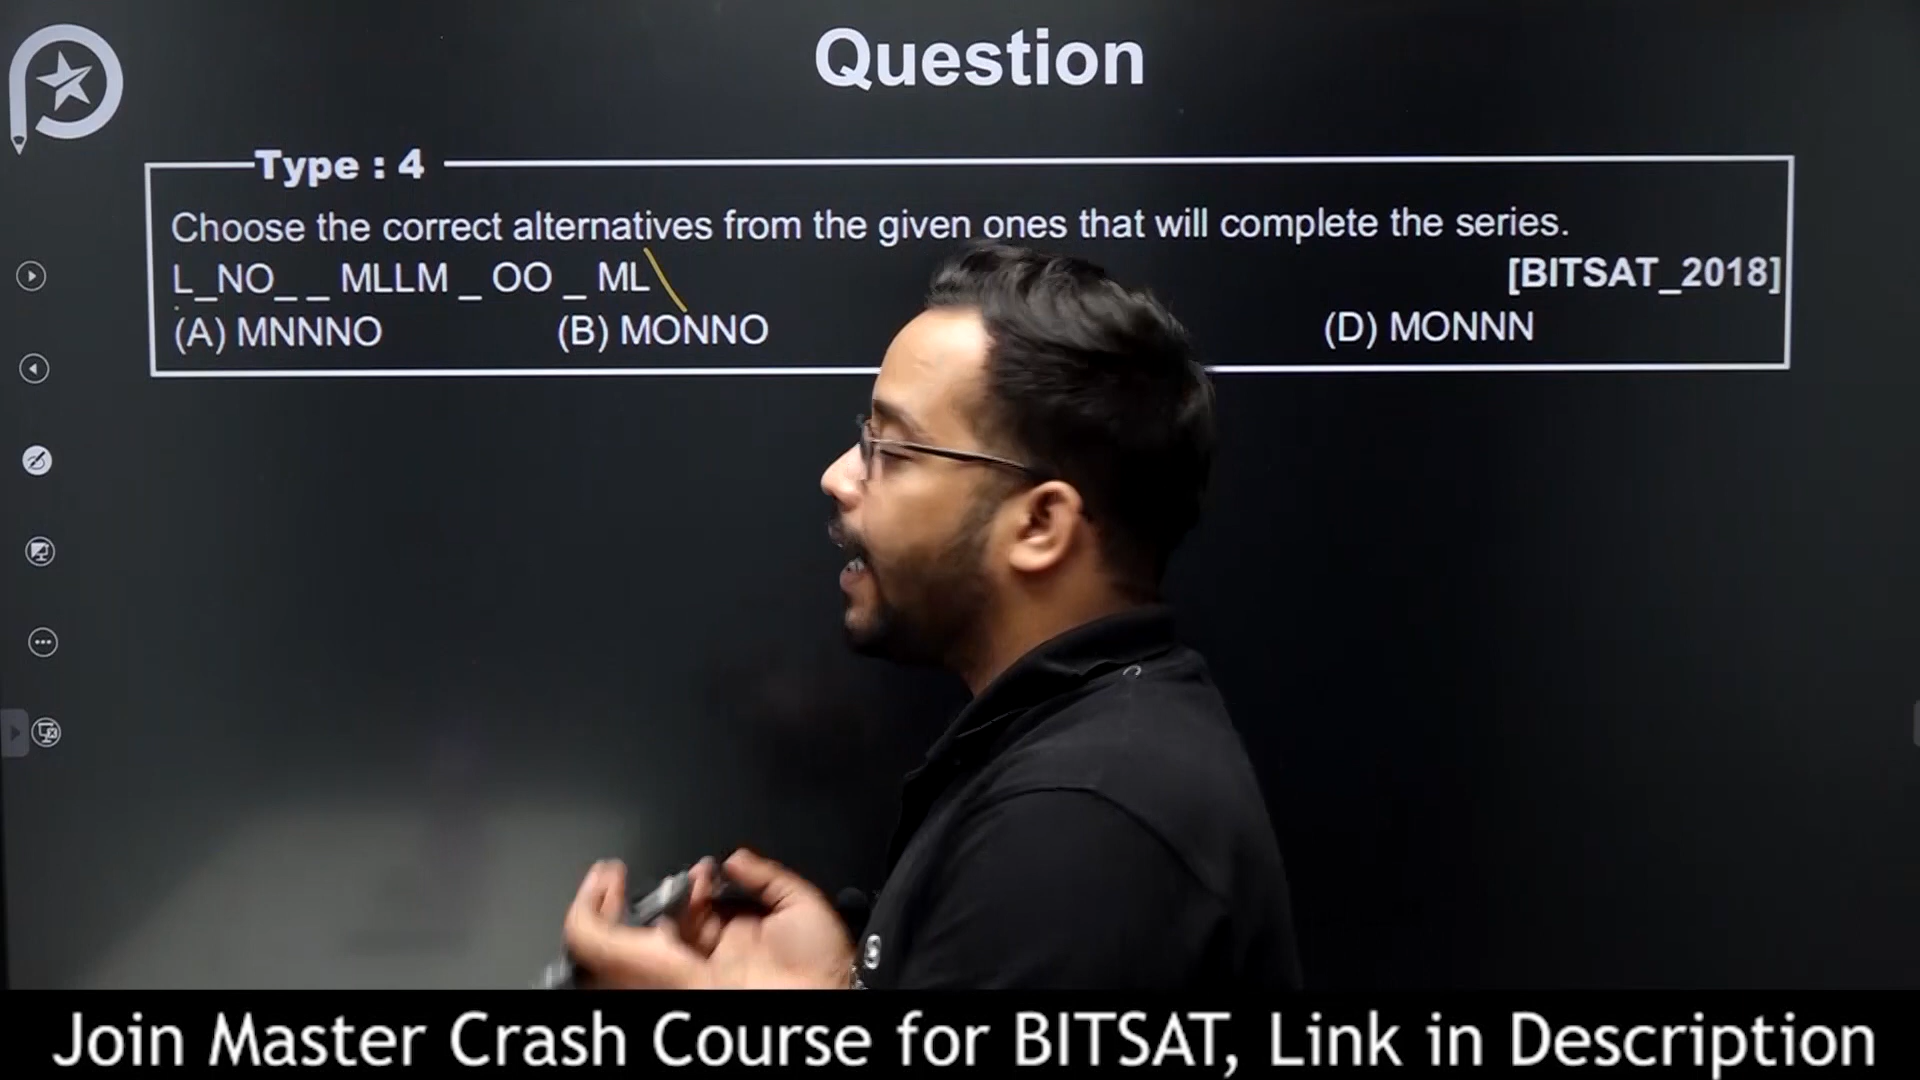 Question
Type : 4
Choose the correct alternatives from the given ones that will complete the series.
L_NO_ _ MLLM _ OO _ ML
[BITSAT_2018]
(A) MNNNO (B) MONNO (D) MONNN
Join Master Crash Course for BITSAT, Link in Description